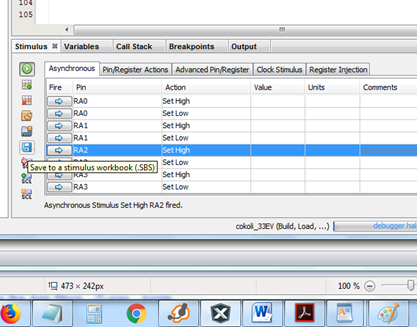 104
105
Stimulus Variables Call Stack Breakpoints Output
Asynchronous Pin/Register Actions Advanced Pin/Register Clock Stimulus Register Injection
Fire Pin Action Value Units Comments
RA0 Set High
RA0 Set Low
RA1 Set High
RA1 Set Low
RA2 Set High
Set Low
RA3 Set High
RA3 Set Low
Save to a stimulus workbook (.SBS)
SCL
SCL
Asynchronous Stimulus Set High RA2 fired.
cokoli_33EV (Build, Load, ...) debugger hal
473 × 242px 100 %